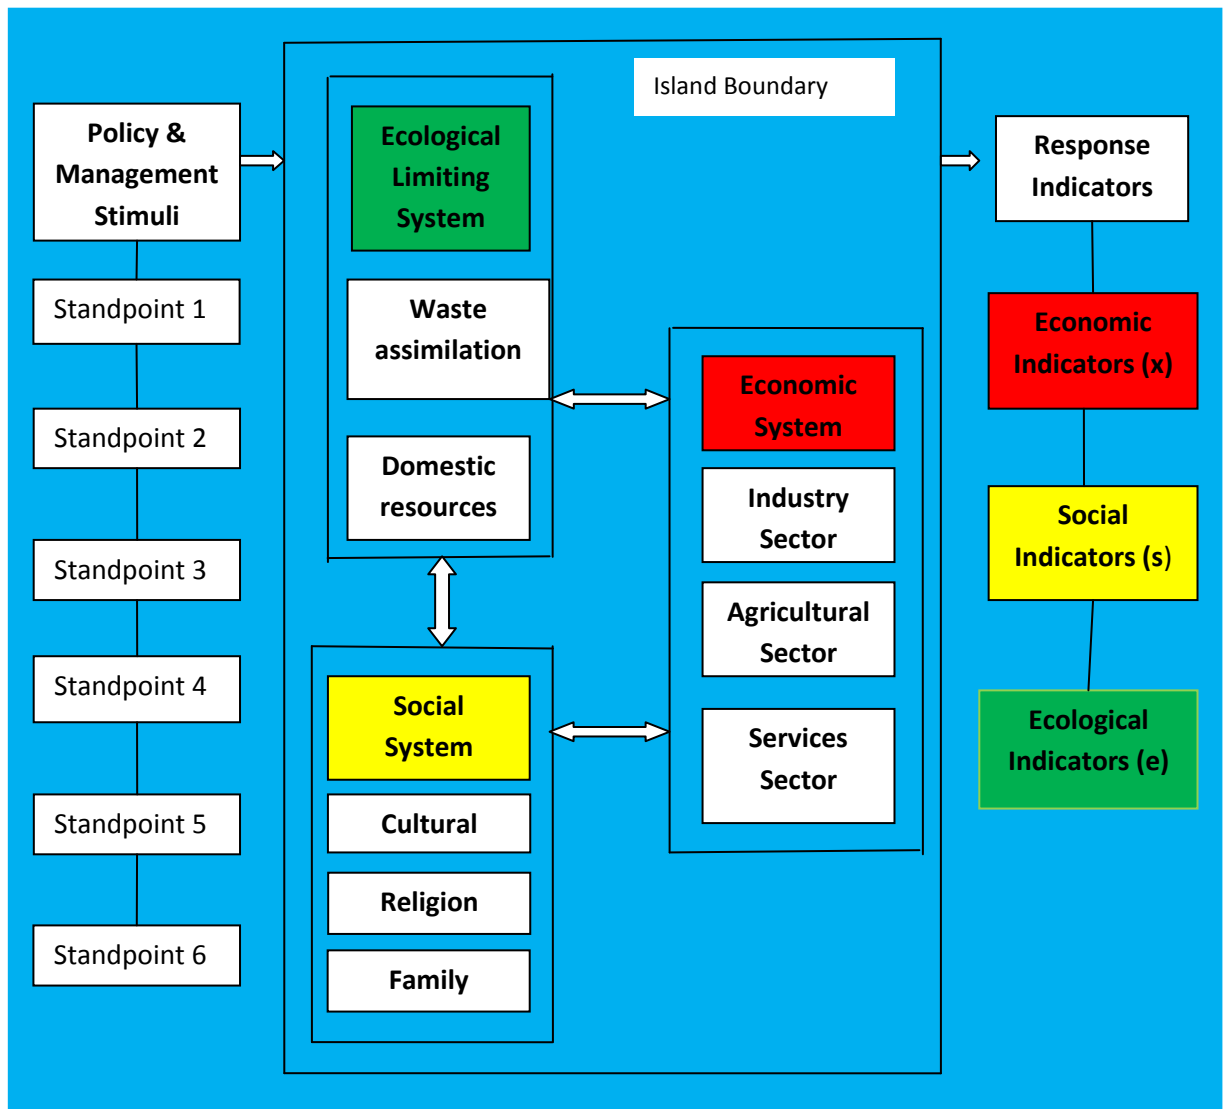 Island Boundary
Policy &
Management
Stimuli
Standpoint 1
Standpoint 2
Standpoint 3
Standpoint 4
Standpoint 5
Standpoint 6
Ecological
Limiting
System
Waste
assimilation
Domestic
resources
Social
System
Cultural
Religion
Family
Economic
System
Industry
Sector
Agricultural
Sector
Services
Sector
Response
Indicators
Economic
Indicators (x)
Social
Indicators (s)
Ecological
Indicators (e)